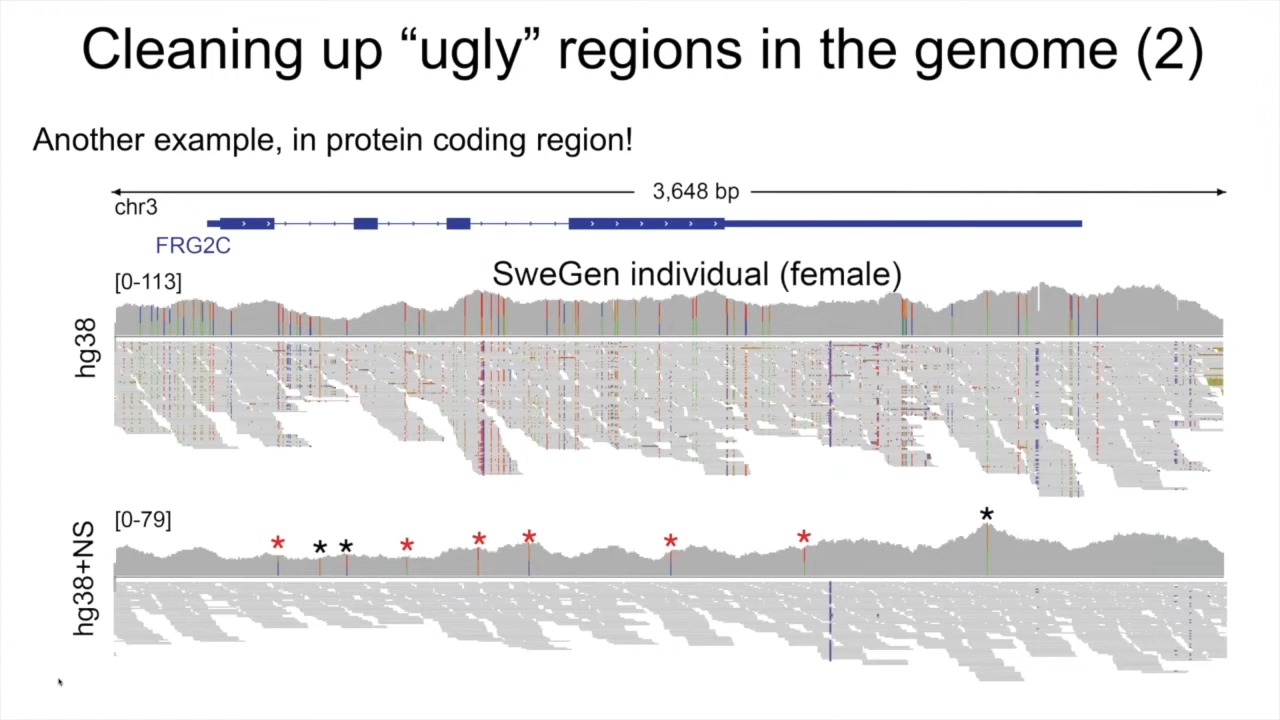 Cleaning up “ugly” regions in the genome (2)
Another example, in protein coding region!
3,648 bp
chr3
FRG2C
SweGen individual (female)
[0-113]
hg38
[0-79]
* * * * * * * * *
hg38+NS